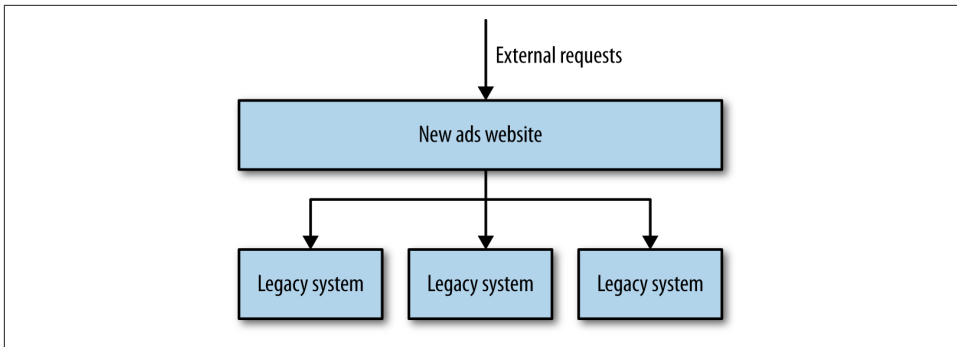 External requests
New ads website
Legacy system
Legacy system
Legacy system